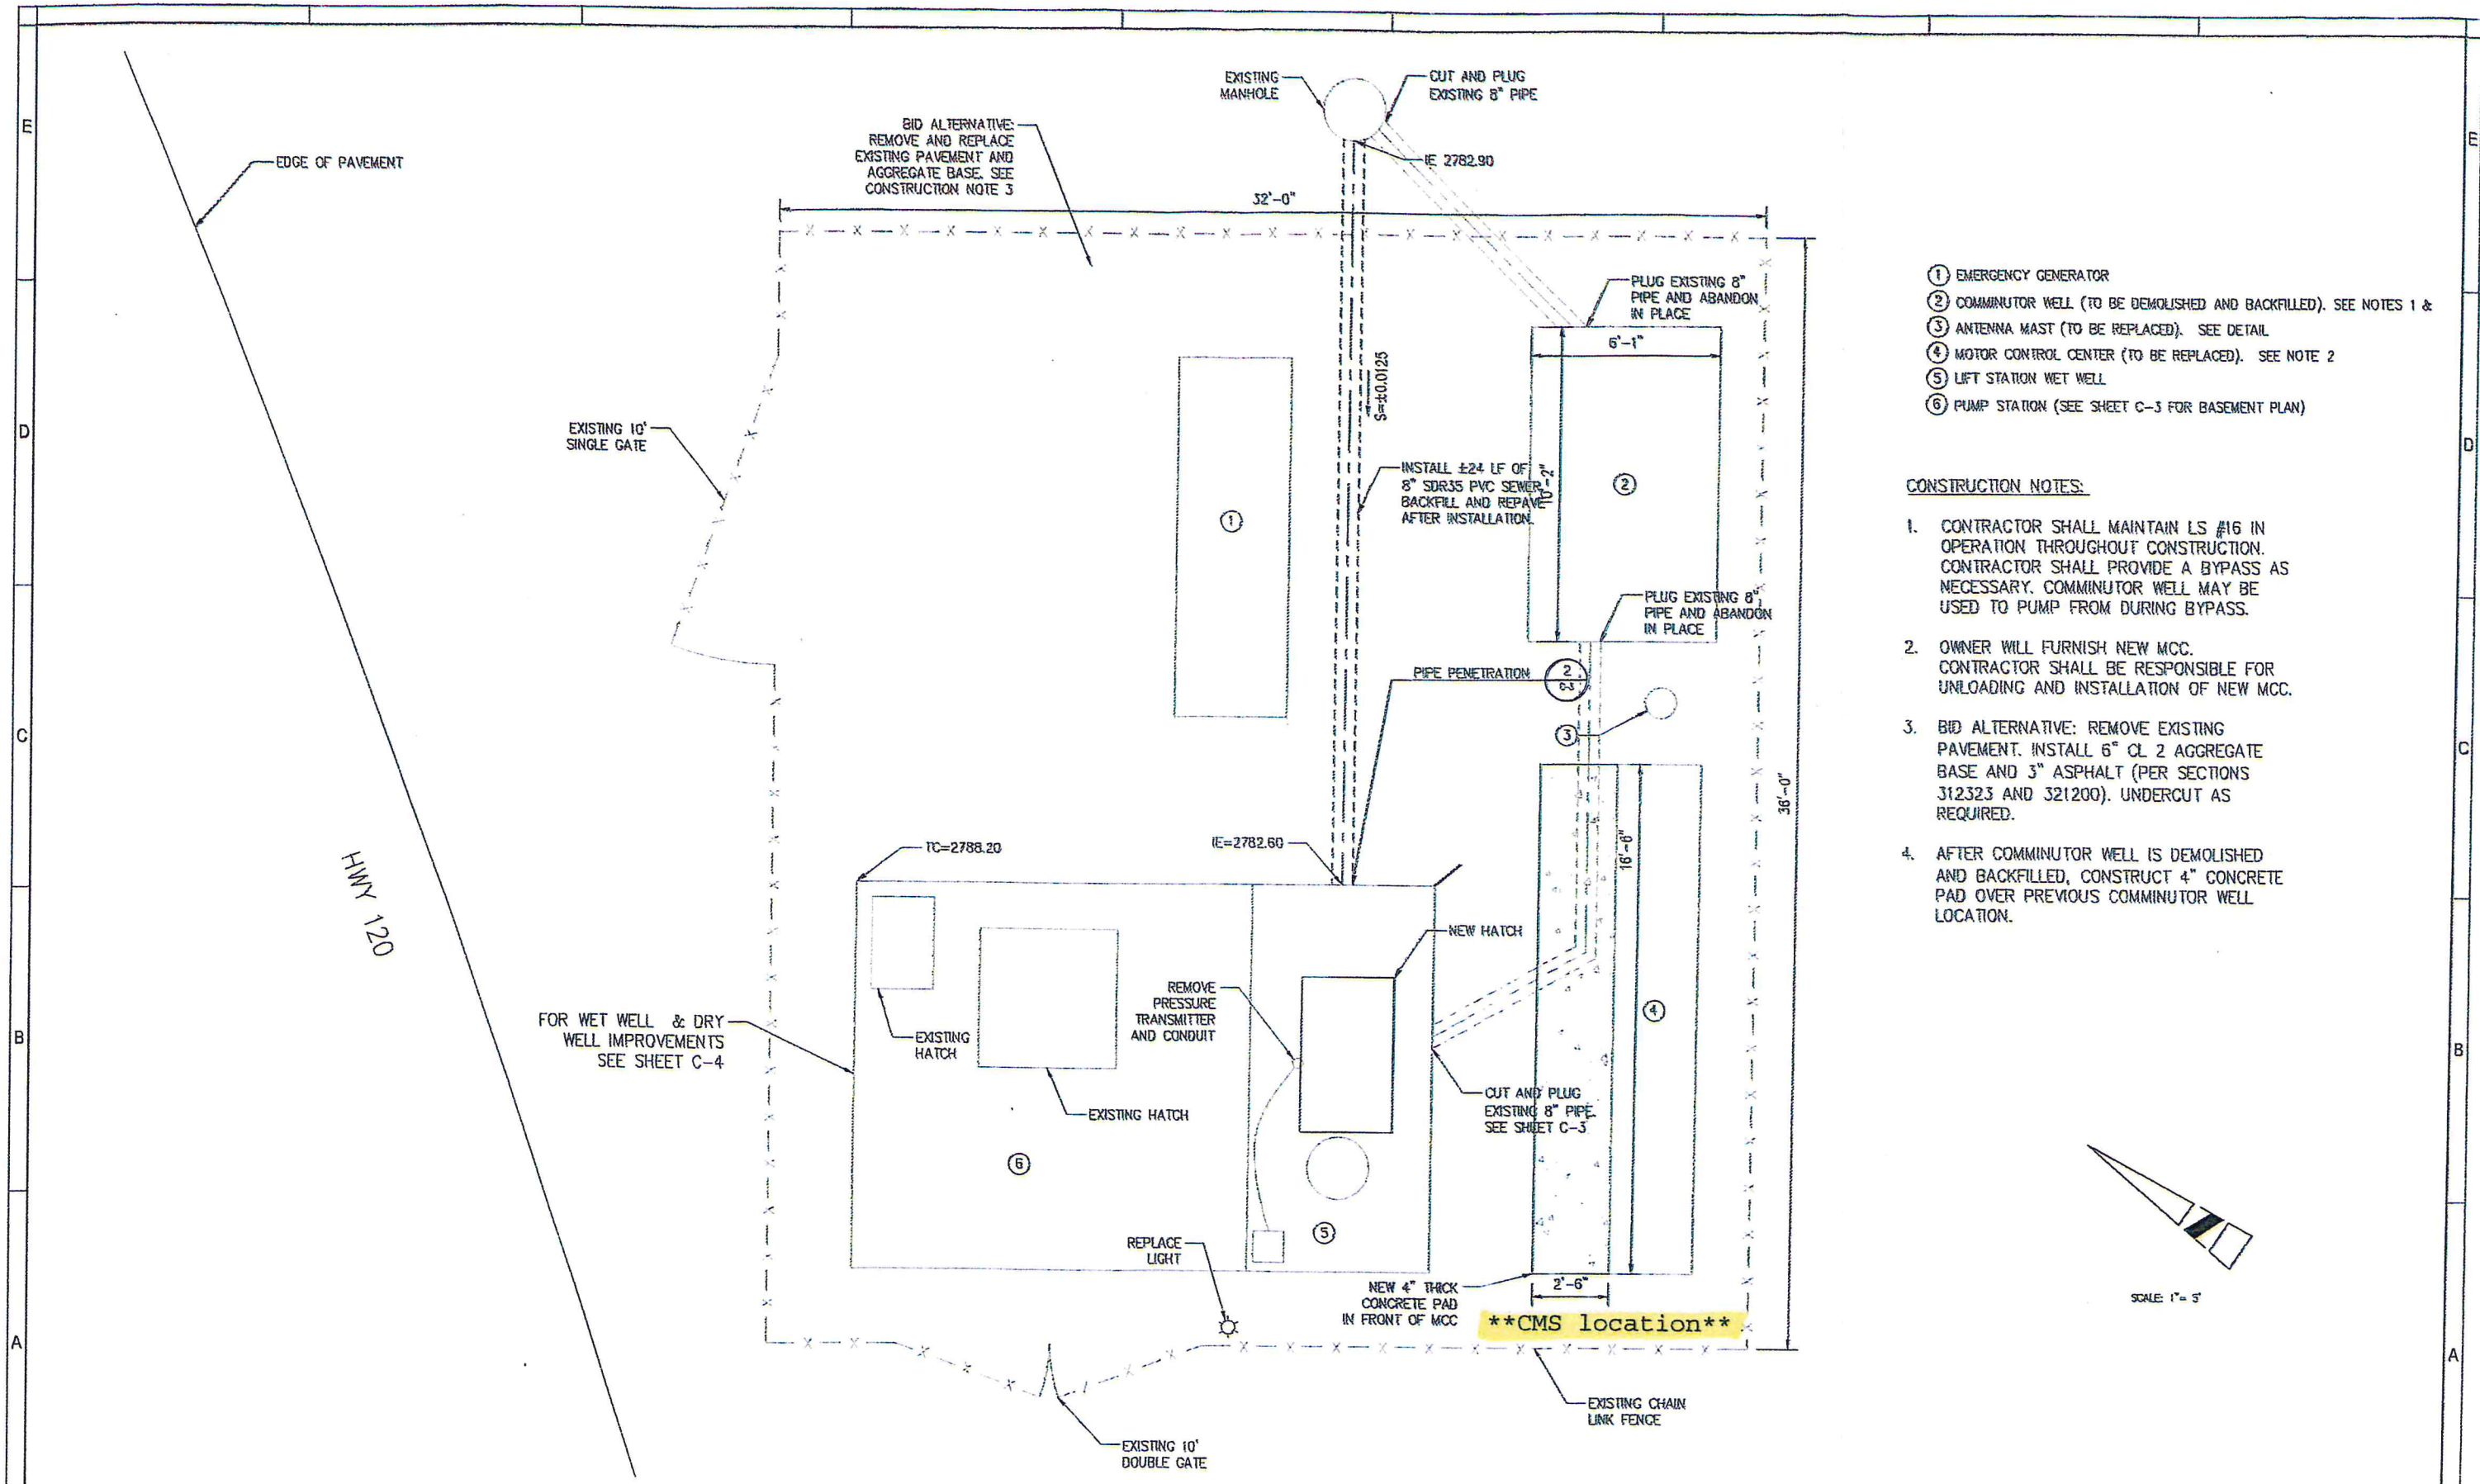 E
E
D
D
C
C
B
B
A
A
EDGE OF PAVEMENT
HWY 120
BID ALTERNATIVE:
REMOVE AND REPLACE
EXISTING PAVEMENT AND
AGGREGATE BASE. SEE
CONSTRUCTION NOTE 3
EXISTING
MANHOLE
CUT AND PLUG
EXISTING 8" PIPE
IE 2782.90
32'-0"
EXISTING 10'
SINGLE GATE
S=±0.0125
PLUG EXISTING 8"
PIPE AND ABANDON
IN PLACE
6'-1"
10'-2"
INSTALL ±24 LF OF
8" SDR35 PVC SEWER
BACKFILL AND REPAVE
AFTER INSTALLATION.
1
2
PLUG EXISTING 8"
PIPE AND ABANDON
IN PLACE
PIPE PENETRATION
2
C-3
3
36'-0"
16'-6"
TC=2788.20
IE=2782.60
NEW HATCH
REMOVE
PRESSURE
TRANSMITTER
AND CONDUIT
FOR WET WELL & DRY
WELL IMPROVEMENTS
SEE SHEET C-4
EXISTING
HATCH
EXISTING HATCH
4
CUT AND PLUG
EXISTING 8" PIPE.
SEE SHEET C-3
6
5
REPLACE
LIGHT
NEW 4" THICK
CONCRETE PAD
IN FRONT OF MCC
2'-6"
**CMS location**
EXISTING CHAIN
LINK FENCE
EXISTING 10'
DOUBLE GATE
1 EMERGENCY GENERATOR
2 COMMINUTOR WELL (TO BE DEMOLISHED AND BACKFILLED). SEE NOTES 1 &
3 ANTENNA MAST (TO BE REPLACED). SEE DETAIL
4 MOTOR CONTROL CENTER (TO BE REPLACED). SEE NOTE 2
5 LIFT STATION WET WELL
6 PUMP STATION (SEE SHEET C-3 FOR BASEMENT PLAN)
CONSTRUCTION NOTES:
1. CONTRACTOR SHALL MAINTAIN LS #16 IN
OPERATION THROUGHOUT CONSTRUCTION.
CONTRACTOR SHALL PROVIDE A BYPASS AS
NECESSARY. COMMINUTOR WELL MAY BE
USED TO PUMP FROM DURING BYPASS.
2. OWNER WILL FURNISH NEW MCC.
CONTRACTOR SHALL BE RESPONSIBLE FOR
UNLOADING AND INSTALLATION OF NEW MCC.
3. BID ALTERNATIVE: REMOVE EXISTING
PAVEMENT. INSTALL 6" CL 2 AGGREGATE
BASE AND 3" ASPHALT (PER SECTIONS
312323 AND 321200). UNDERCUT AS
REQUIRED.
4. AFTER COMMINUTOR WELL IS DEMOLISHED
AND BACKFILLED, CONSTRUCT 4" CONCRETE
PAD OVER PREVIOUS COMMINUTOR WELL
LOCATION.
SCALE: 1"= 5'